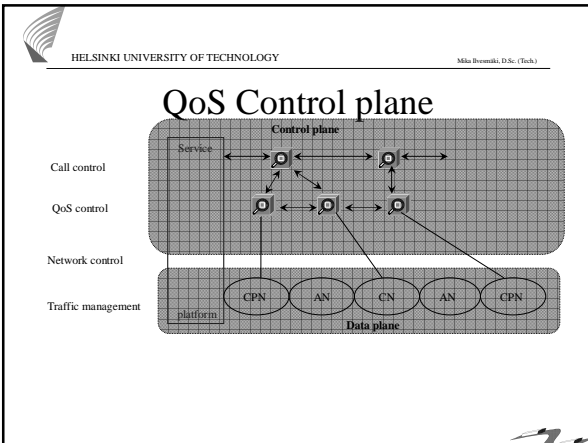 HELSINKI UNIVERSITY OF TECHNOLOGY
Mika Ilvesmäki, D.Sc. (Tech.)
QoS Control plane
Control plane
Service
Call control
QoS control
Network control
CPN AN CN AN CPN
Traffic management
platform
Data plane